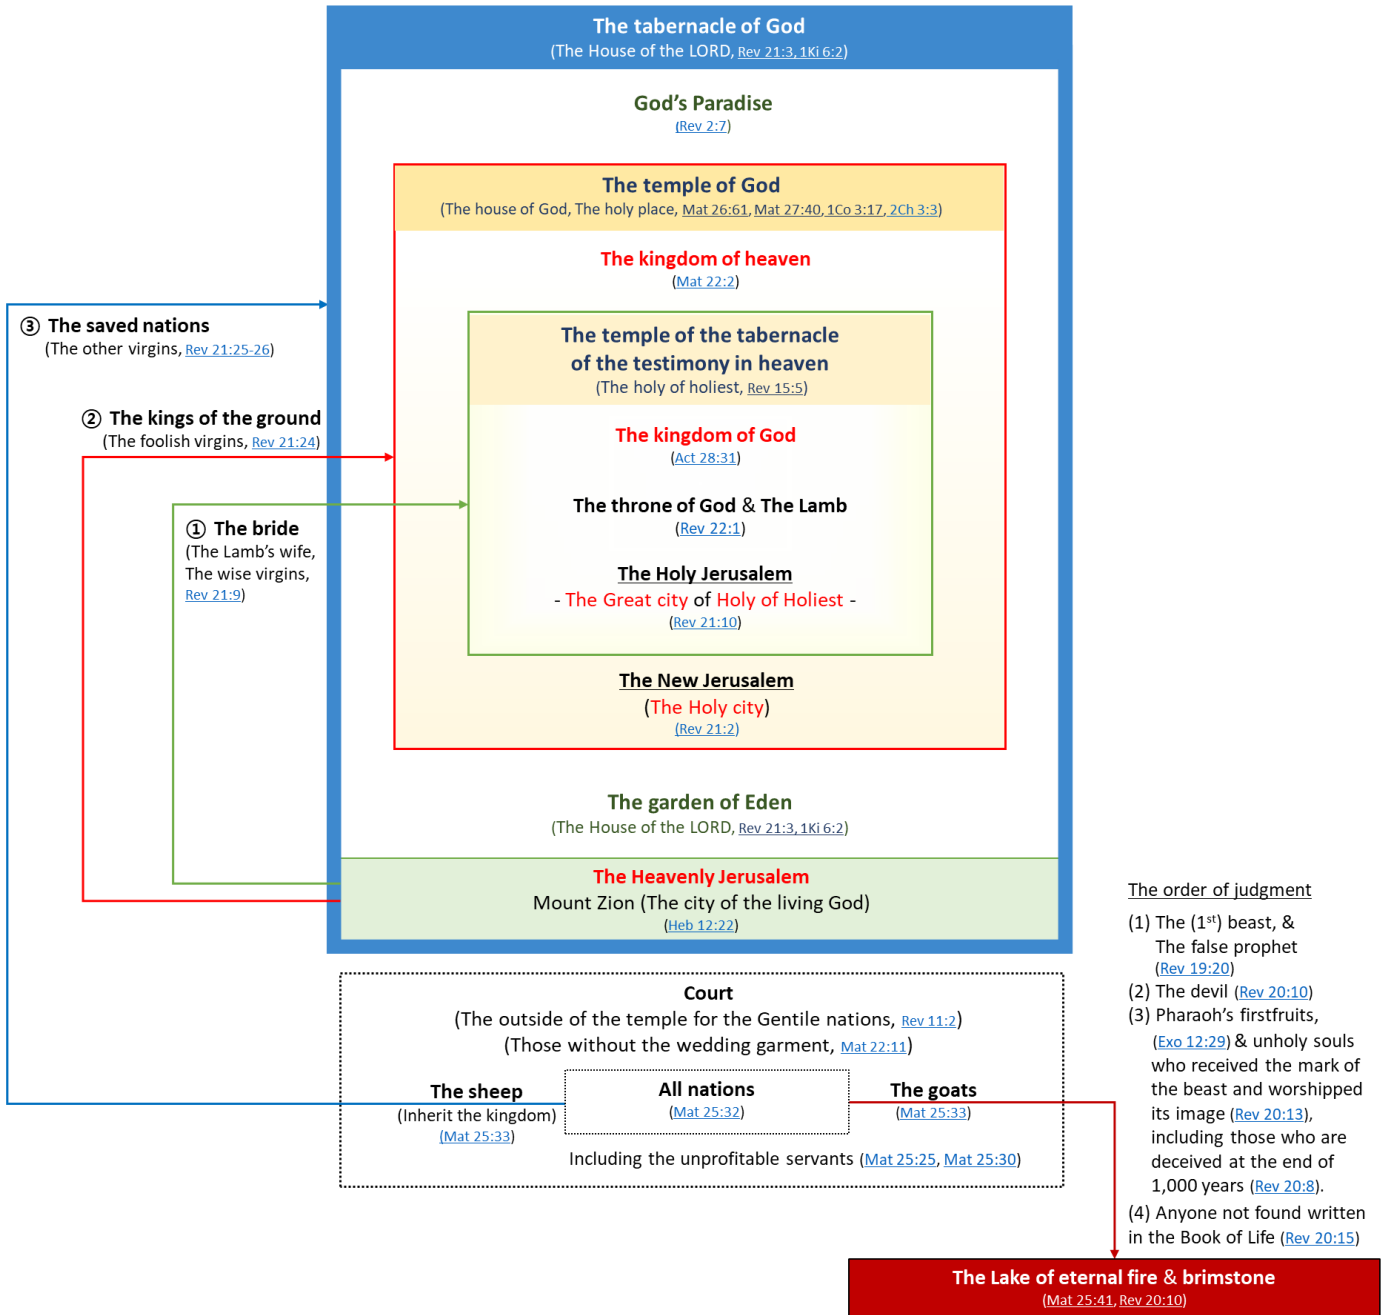 The tabernacle of God
(The House of the LORD, Rev 21:3, 1Ki 6:2)
God's Paradise
(Rev 2:7)
The temple of God
(The house of God, The holy place, Mat 26:61, Mat 27:40, 1Co 3:17, 2Ch 3:3)
The kingdom of heaven
(Mat 22:2)
The temple of the tabernacle
of the testimony in heaven
(The holy of holiest, Rev 15:5)
The kingdom of God
(Act 28:31)
The throne of God & The Lamb
(Rev 22:1)
The Holy Jerusalem
- The Great city of Holy of Holiest -
(Rev 21:10)
The New Jerusalem
(The Holy city)
(Rev 21:2)
The garden of Eden
(The House of the LORD, Rev 21:3, 1Ki 6:2)
The Heavenly Jerusalem
Mount Zion (The city of the living God)
(Heb 12:22)
③ The saved nations
(The other virgins, Rev 21:25-26)
② The kings of the ground
(The foolish virgins, Rev 21:24)
① The bride
(The Lamb's wife,
The wise virgins,
Rev 21:9)
Court
(The outside of the temple for the Gentile nations, Rev 11:2)
(Those without the wedding garment, Mat 22:11)
The sheep
(Inherit the kingdom)
(Mat 25:33)
All nations
(Mat 25:32)
The goats
(Mat 25:33)
Including the unprofitable servants (Mat 25:25, Mat 25:30)
The order of judgment
(1) The (1st) beast, &
The false prophet
(Rev 19:20)
(2) The devil (Rev 20:10)
(3) Pharaoh's firstfruits,
(Exo 12:29) & unholy souls
who received the mark of
the beast and worshipped
its image (Rev 20:13),
including those who are
deceived at the end of
1,000 years (Rev 20:8).
(4) Anyone not found written
in the Book of Life (Rev 20:15)
The Lake of eternal fire & brimstone
(Mat 25:41, Rev 20:10)